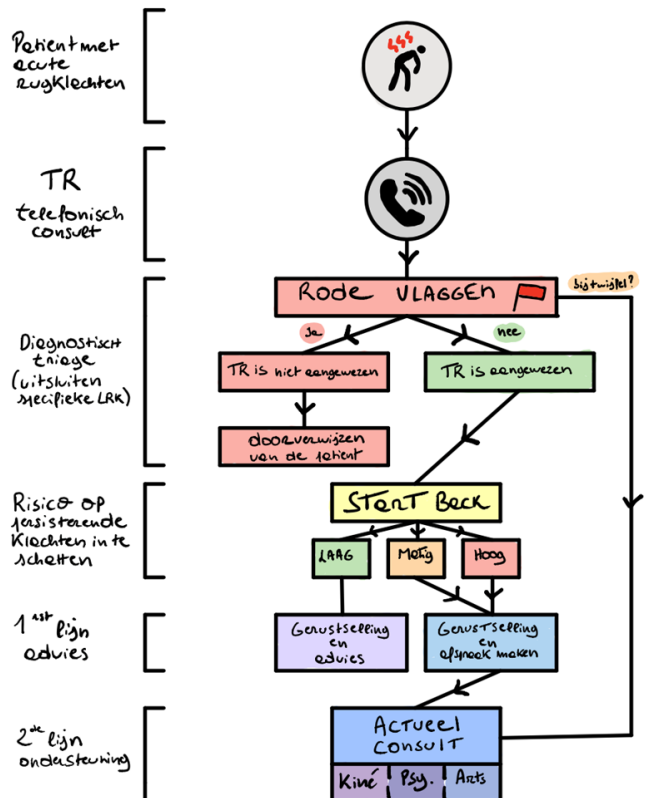 Patient met
acute
rugklachten
TR
telefonisch
consult
Diagnostisch
triage
(uitsluiten
specifieke LRK)
RODE VLAGGEN
bij twijfel?
ja
nee
TR is niet aangewezen
TR is aangewezen
doorverwijzen
van de patient
Risico op
persisterende
klachten in te
schatten
STarT Back
LAAG
Matig
Hoog
1ste lijn
advies
Gerustselling
en
advies
Gerustselling
en
afspraak maken
2de lijn
ondersteuning
ACTUEEL
CONSULT
Kiné
Psy.
Arts